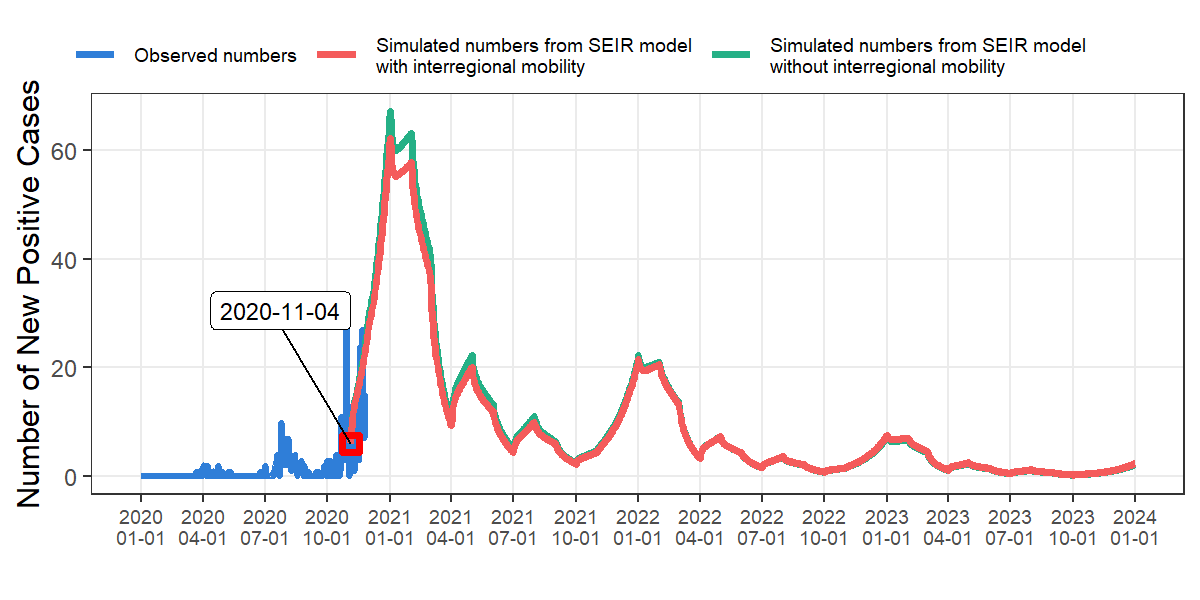 Observed numbers
Simulated numbers from SEIR model
with interregional mobility
Simulated numbers from SEIR model
without interregional mobility
Number of New Positive Cases
60
40
20
0
2020-11-04
2020 2020 2020 2020 2021 2021 2021 2021 2022 2022 2022 2022 2023 2023 2023 2023 2024
01-01 04-01 07-01 10-01 01-01 04-01 07-01 10-01 01-01 04-01 07-01 10-01 01-01 04-01 07-01 10-01 01-01